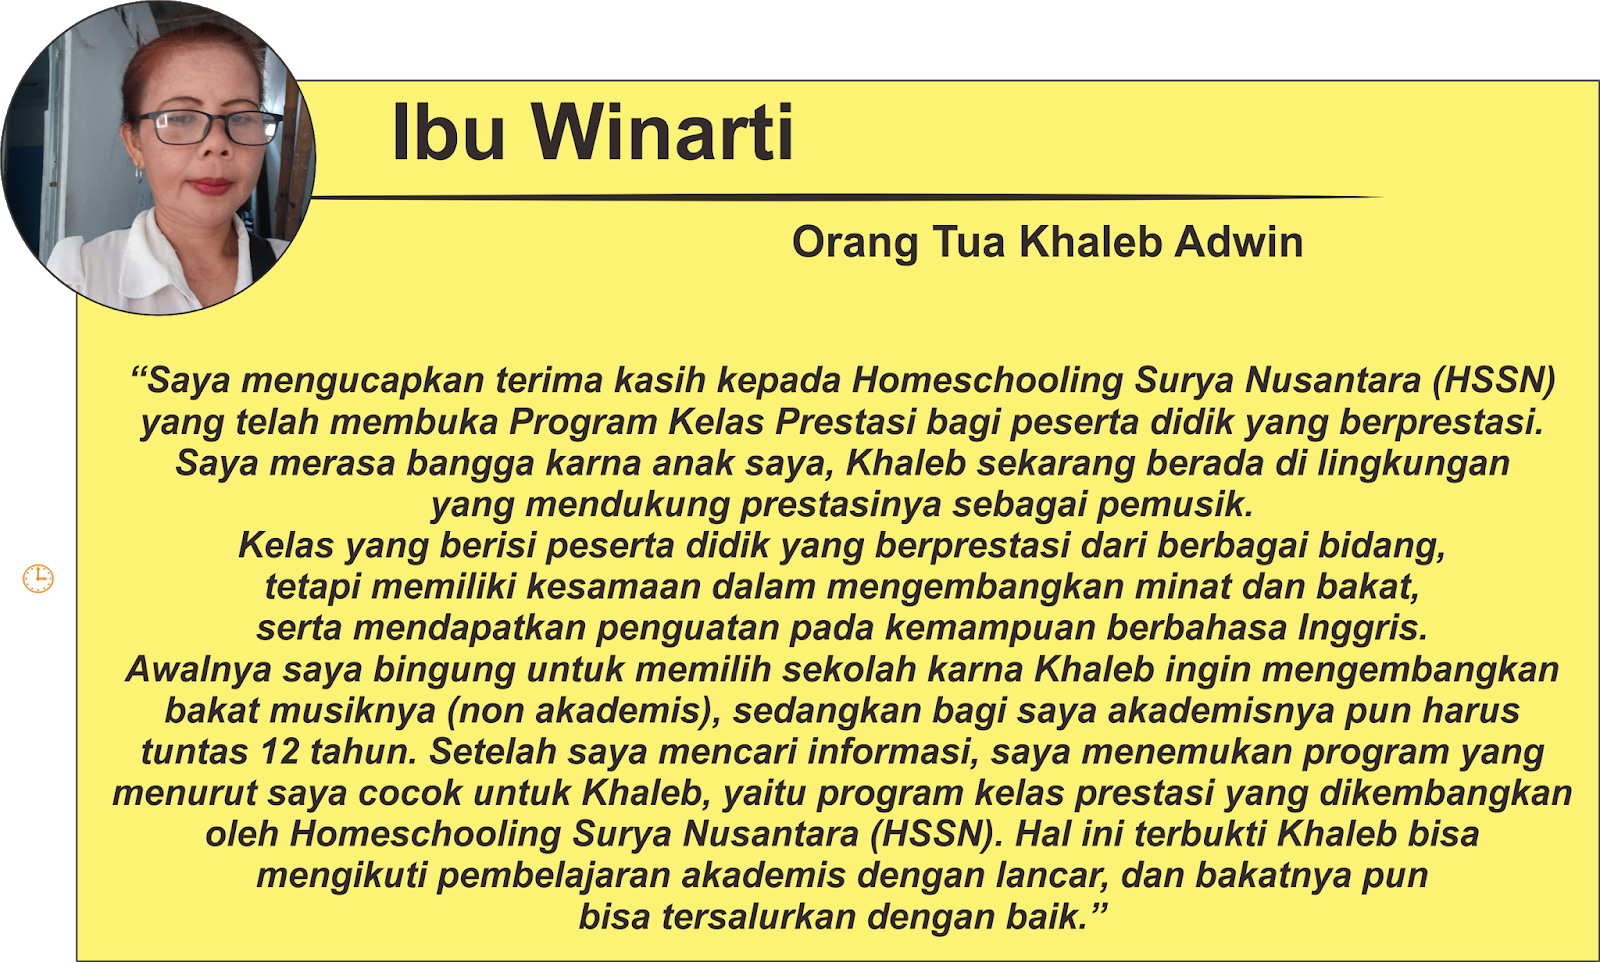 Ibu Winarti
Orang Tua Khaleb Adwin
“Saya mengucapkan terima kasih kepada Homeschooling Surya Nusantara (HSSN)
yang telah membuka Program Kelas Prestasi bagi peserta didik yang berprestasi.
Saya merasa bangga karna anak saya, Khaleb sekarang berada di lingkungan
yang mendukung prestasinya sebagai pemusik.
Kelas yang berisi peserta didik yang berprestasi dari berbagai bidang,
tetapi memiliki kesamaan dalam mengembangkan minat dan bakat,
serta mendapatkan penguatan pada kemampuan berbahasa Inggris.
Awalnya saya bingung untuk memilih sekolah karna Khaleb ingin mengembangkan
bakat musiknya (non akademis), sedangkan bagi saya akademisnya pun harus
tuntas 12 tahun. Setelah saya mencari informasi, saya menemukan program yang
menurut saya cocok untuk Khaleb, yaitu program kelas prestasi yang dikembangkan
oleh Homeschooling Surya Nusantara (HSSN). Hal ini terbukti Khaleb bisa
mengikuti pembelajaran akademis dengan lancar, dan bakatnya pun
bisa tersalurkan dengan baik.”